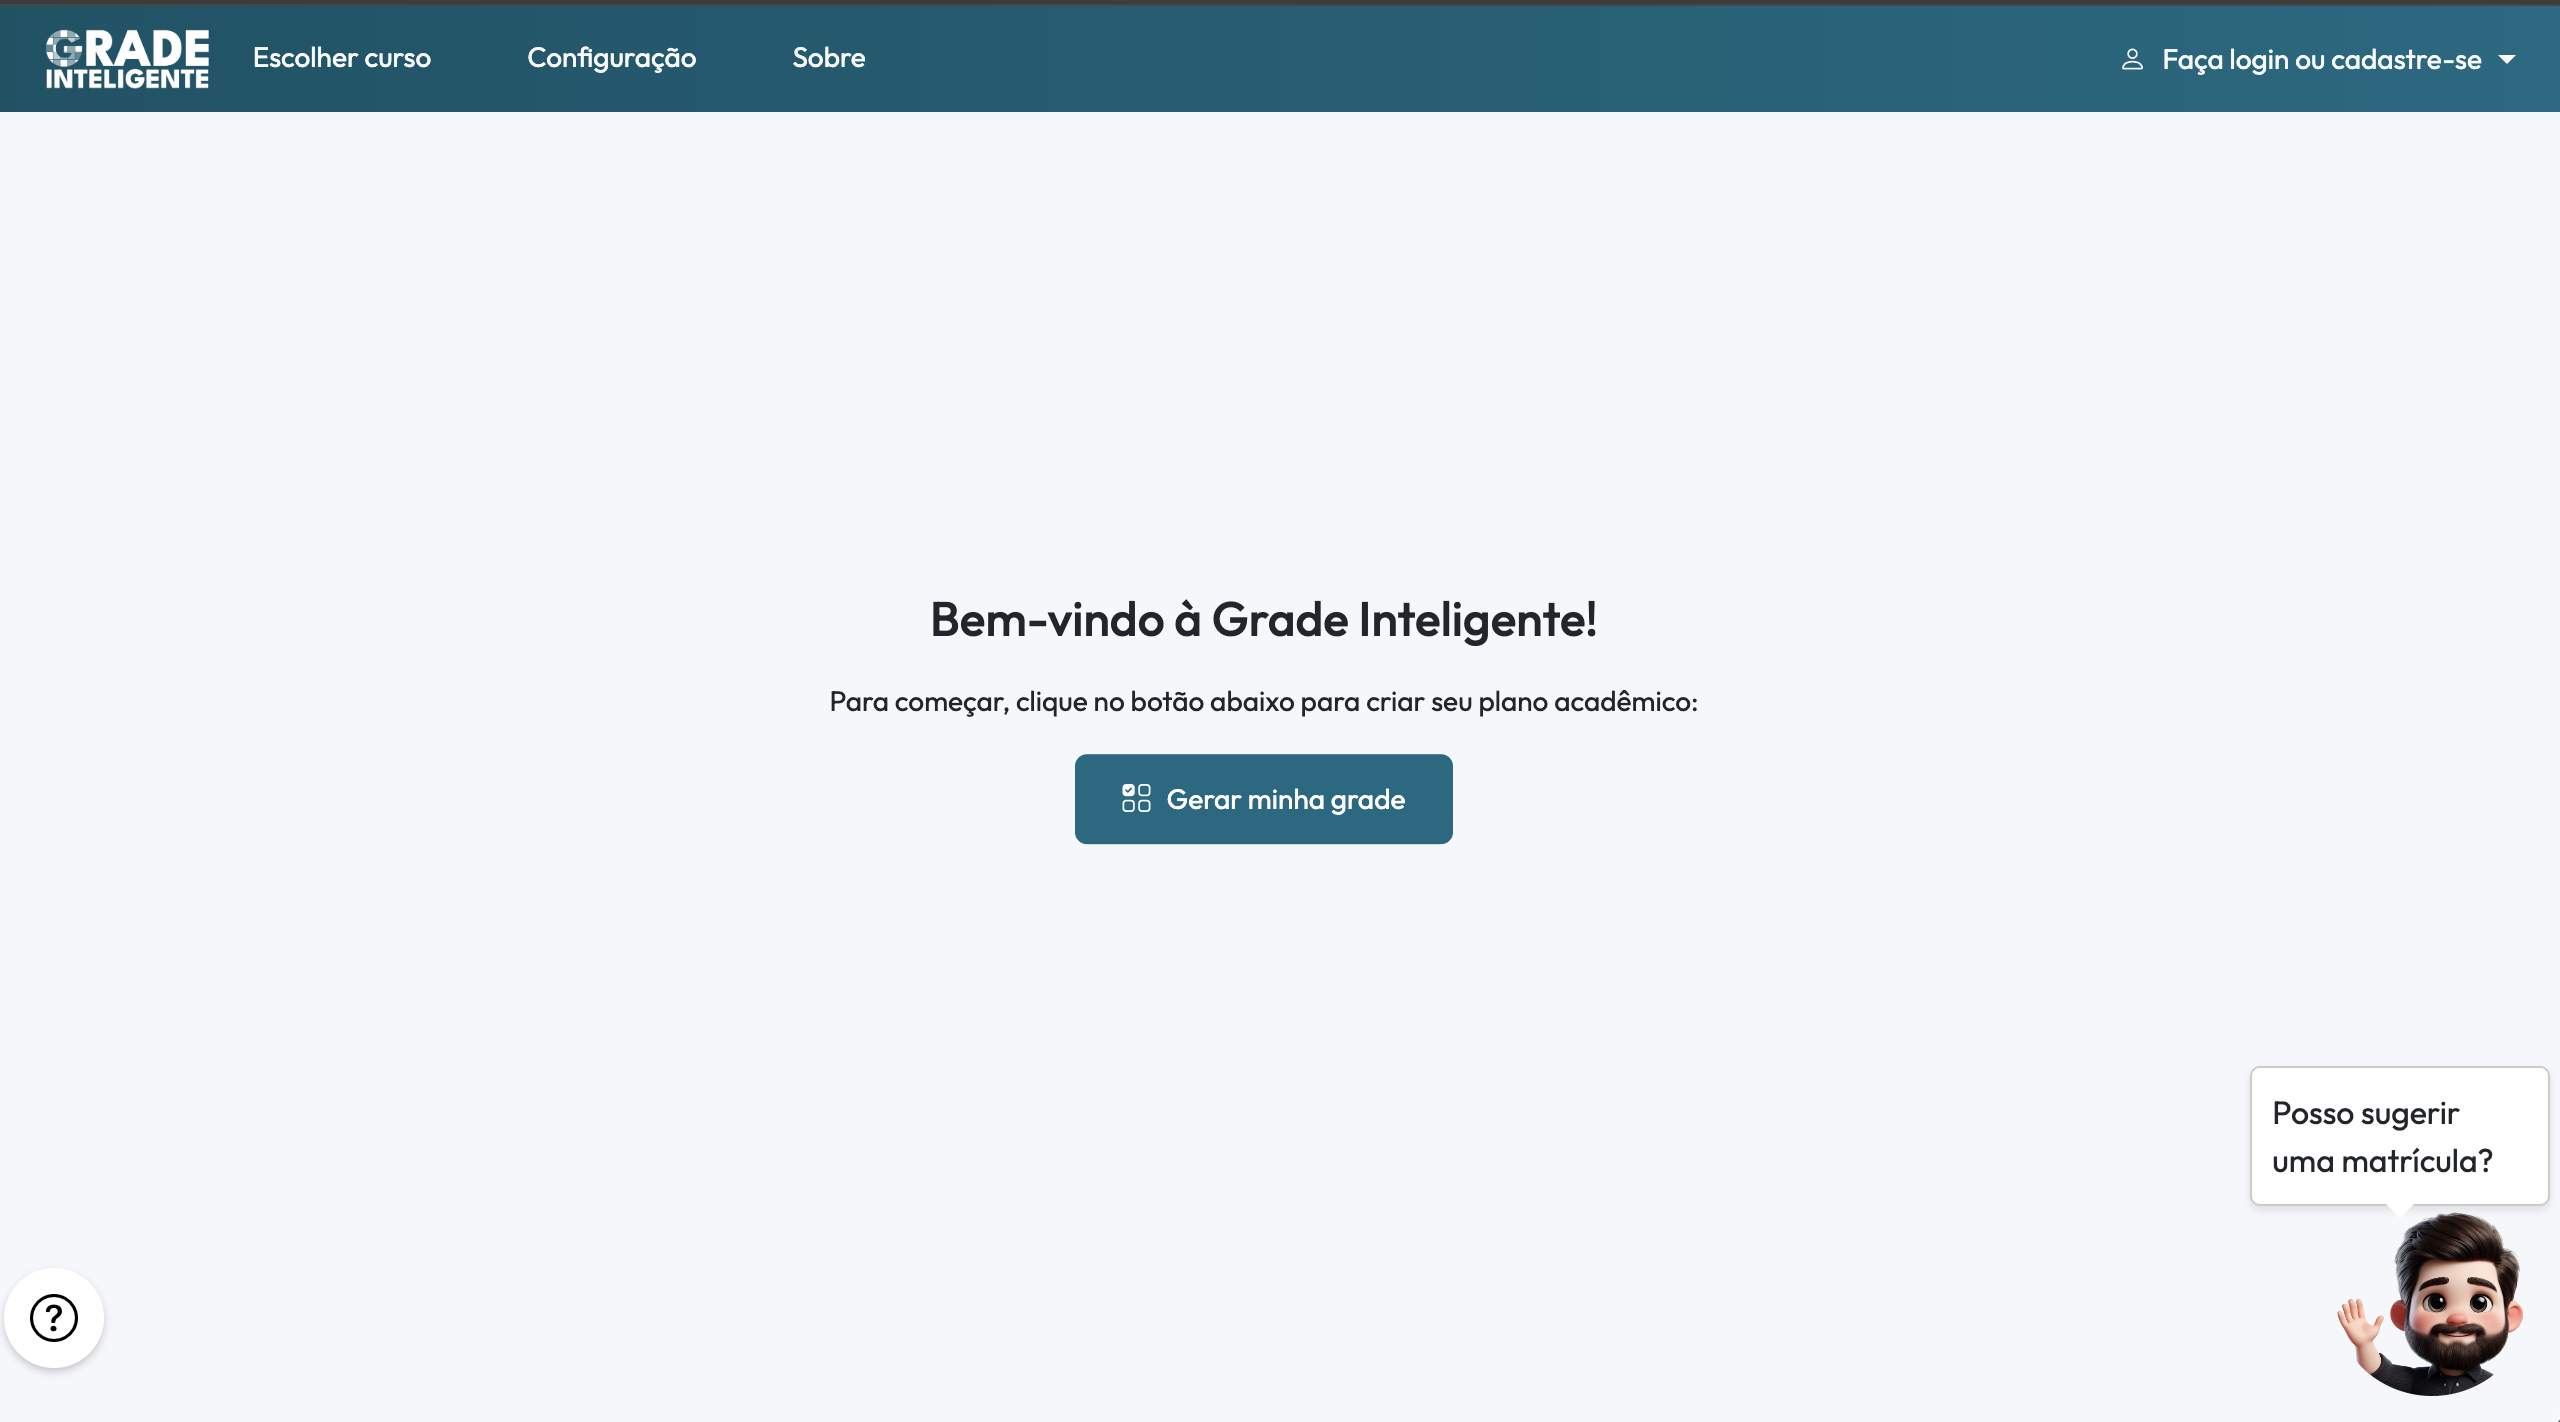 GRADE
INTELIGENTE
Escolher curso
Configuração
Sobre
Faça login ou cadastre-se
Bem-vindo à Grade Inteligente!
Para começar, clique no botão abaixo para criar seu plano acadêmico:
Gerar minha grade
Posso sugerir
uma matrícula?
?